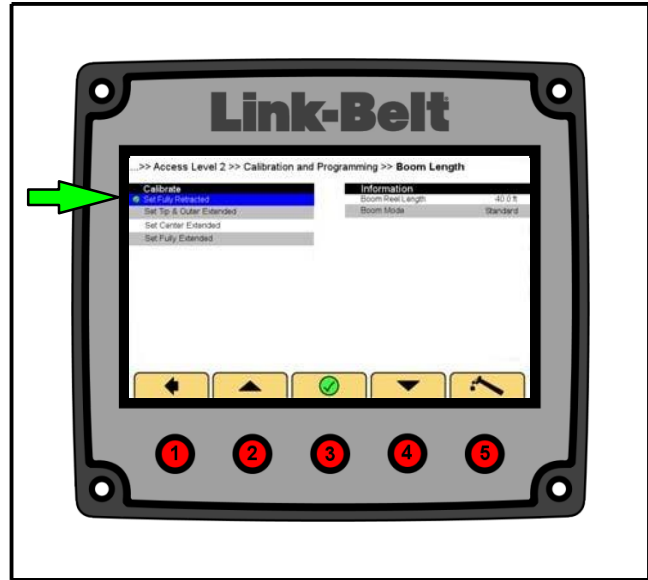 Link-Belt
...>> Access Level 2 >> Calibration and Programming >> Boom Length
Calibrate
Set Fully Retracted
Set Tip & Outer Extended
Set Center Extended
Set Fully Extended
Information
Boom Reel Length 40.0 ft
Boom Mode Standard
1 2 3 4 5